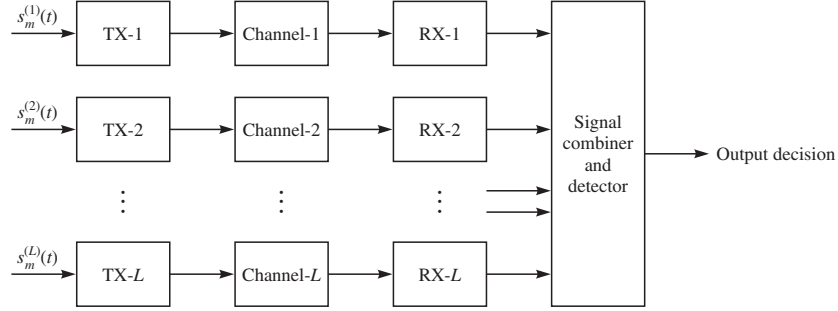 s_m^{(1)}(t)
TX-1 Channel-1 RX-1
s_m^{(2)}(t)
TX-2 Channel-2 RX-2
Signal
combiner
and
detector
Output decision
s_m^{(L)}(t)
TX-L Channel-L RX-L